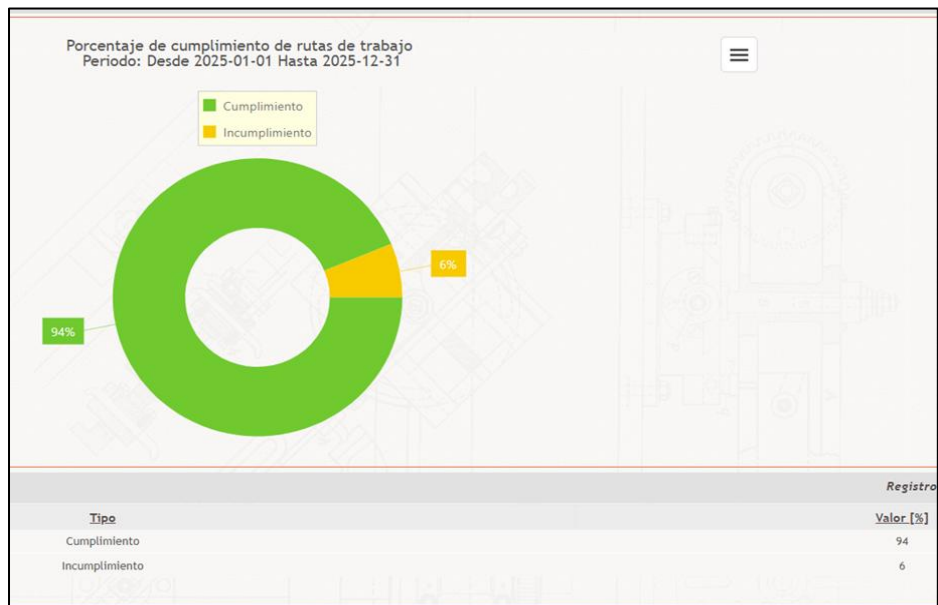 Porcentaje de cumplimiento de rutas de trabajo
Periodo: Desde 2025-01-01 Hasta 2025-12-31
Cumplimiento
Incumplimiento
6%
94%
Registro
Tipo Valor [%]
Cumplimiento 94
Incumplimiento 6